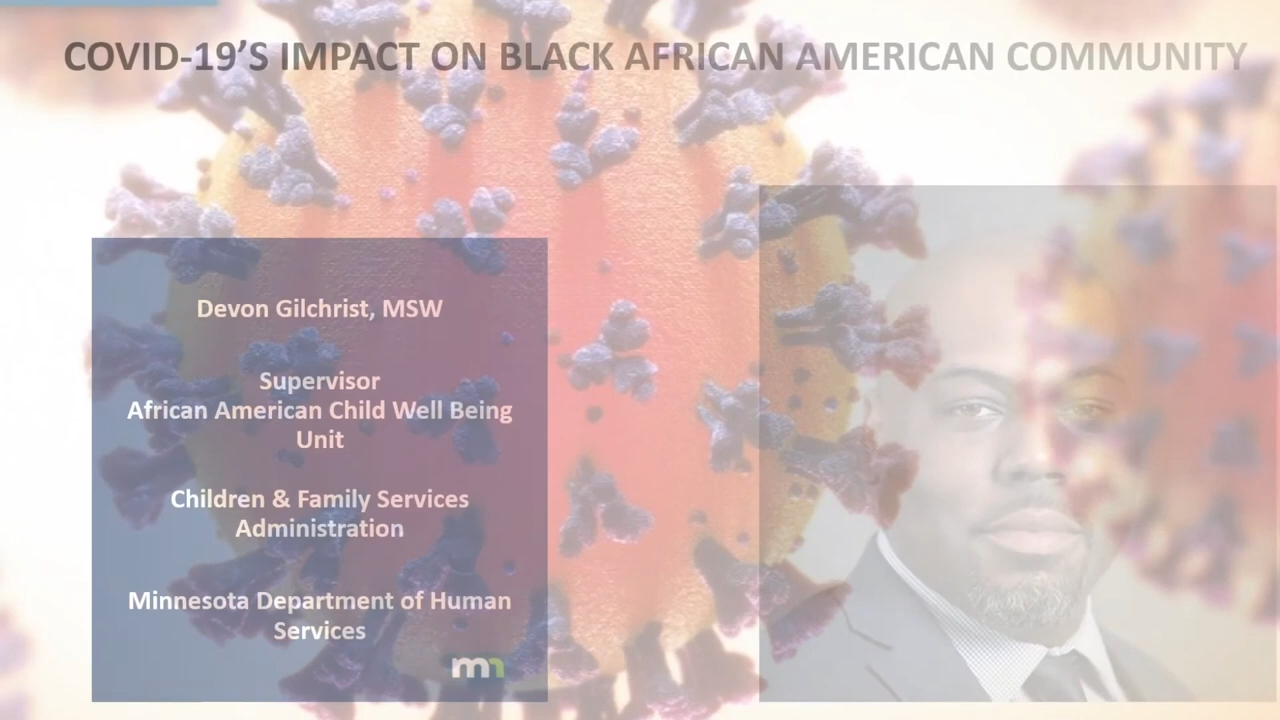 COVID-19’S IMPACT ON BLACK AFRICAN AMERICAN COMMUNITY
Devon Gilchrist, MSW
Supervisor
African American Child Well Being
Unit
Children & Family Services
Administration
Minnesota Department of Human
Services
mn